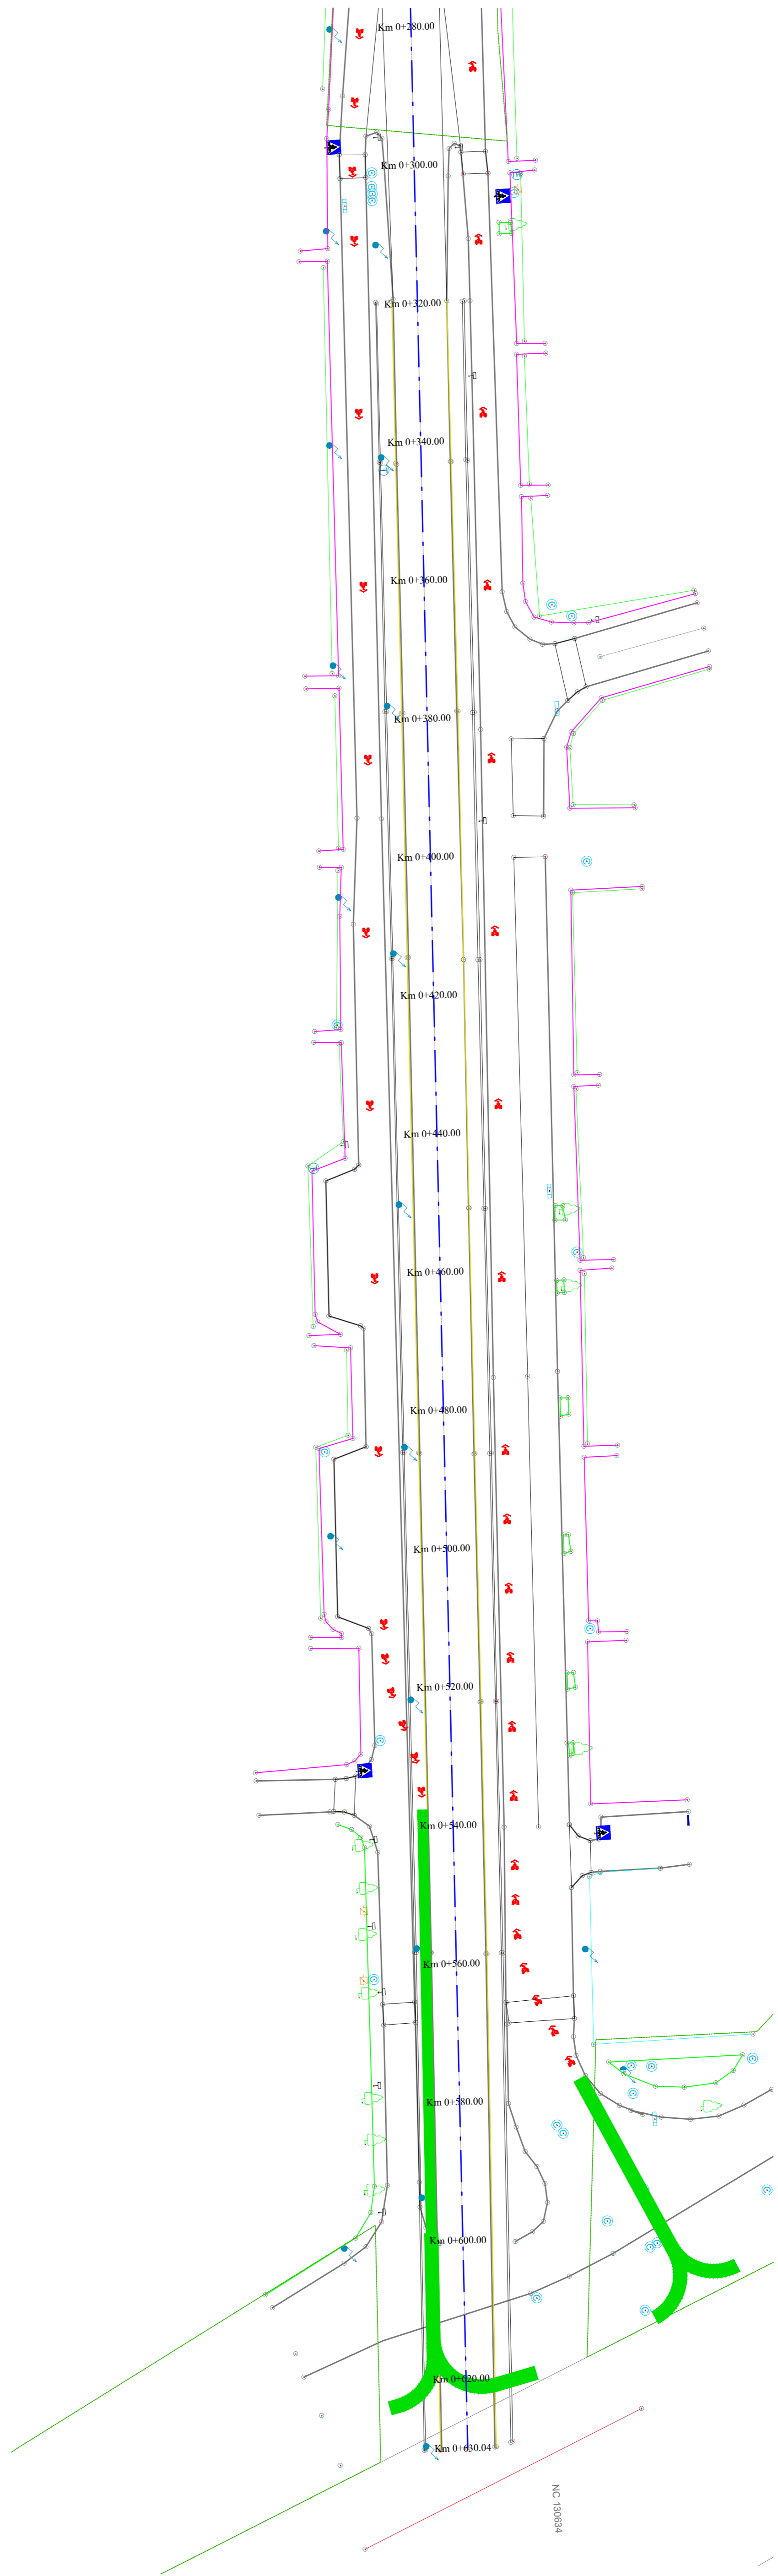 Km 0+280.00
Km 0+300.00
Km 0+320.00
Km 0+340.00
Km 0+360.00
Km 0+380.00
Km 0+400.00
Km 0+420.00
Km 0+440.00
Km 0+460.00
Km 0+480.00
Km 0+500.00
Km 0+520.00
Km 0+540.00
Km 0+560.00
Km 0+580.00
Km 0+600.00
Km 0+620.00
Km 0+630.04
NC 130634